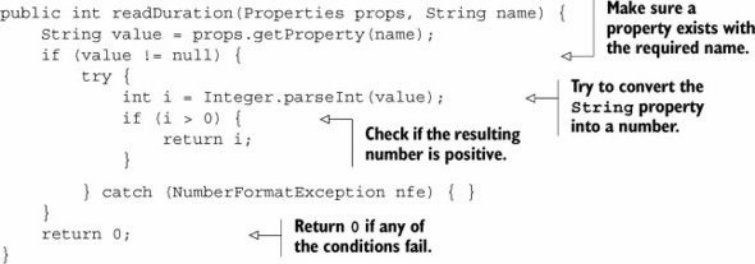 public int readDuration(Properties props, String name) {
Make sure a
property exists with
the required name.
    String value = props.getProperty(name);
    if (value != null) {
        try {
            int i = Integer.parseInt(value);
Try to convert the
String property
into a number.
            if (i > 0) {
                return i;
Check if the resulting
number is positive.
            }
        } catch (NumberFormatException nfe) { }
    }
    return 0;
Return 0 if any of
the conditions fail.
}